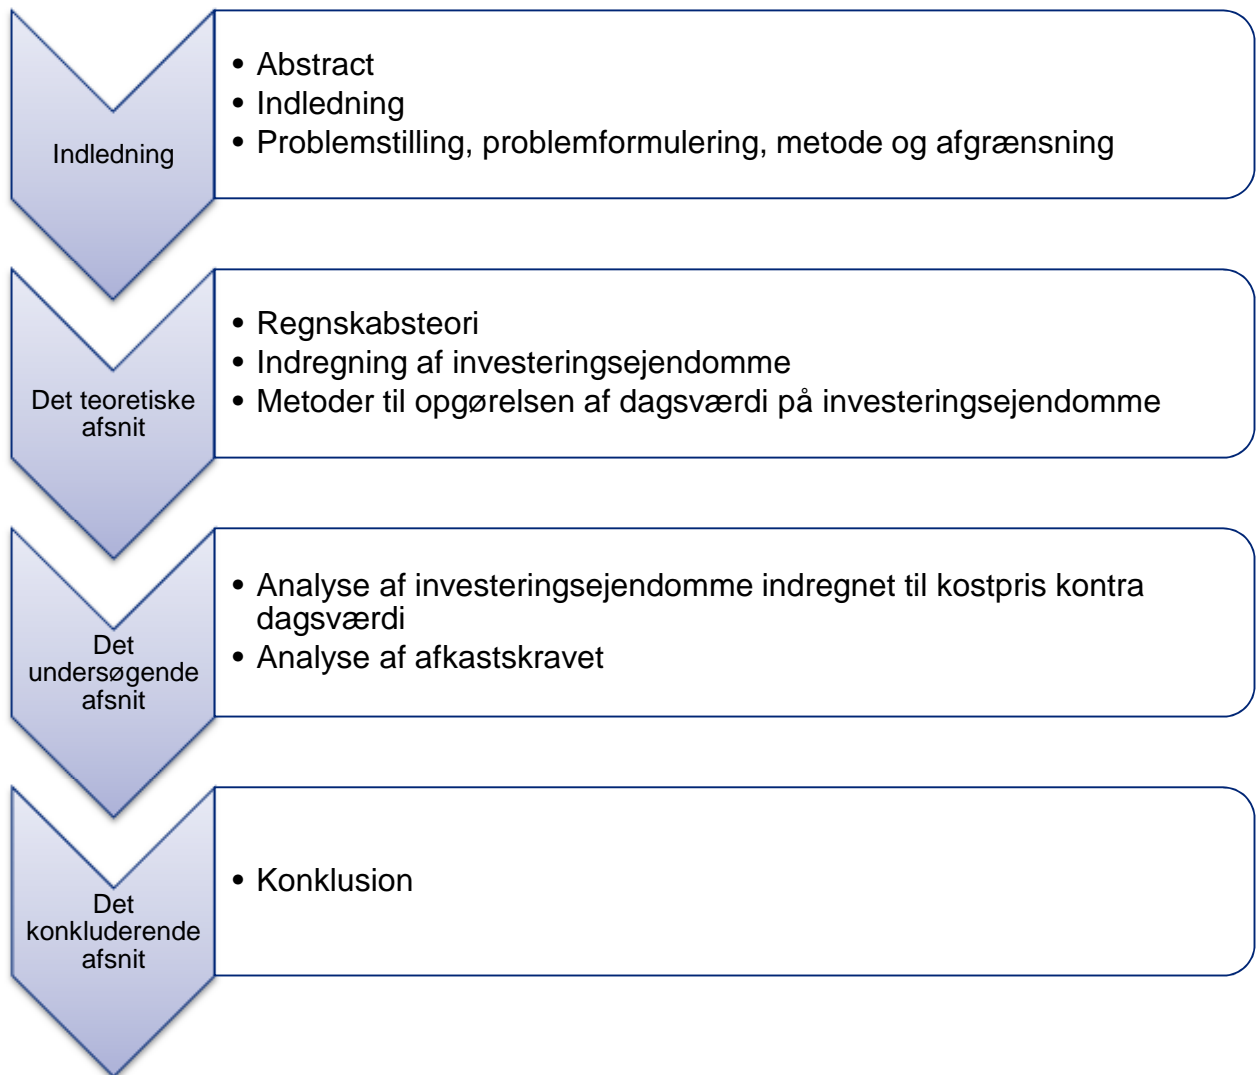 Indledning
• Abstract
• Indledning
• Problemstilling, problemformulering, metode og afgrænsning
Det teoretiske
afsnit
• Regnskabsteori
• Indregning af investeringsejendomme
• Metoder til opgørelsen af dagsværdi på investeringsejendomme
Det
undersøgende
afsnit
• Analyse af investeringsejendomme indregnet til kostpris kontra
dagsværdi
• Analyse af afkastskravet
Det
konkluderende
afsnit
• Konklusion